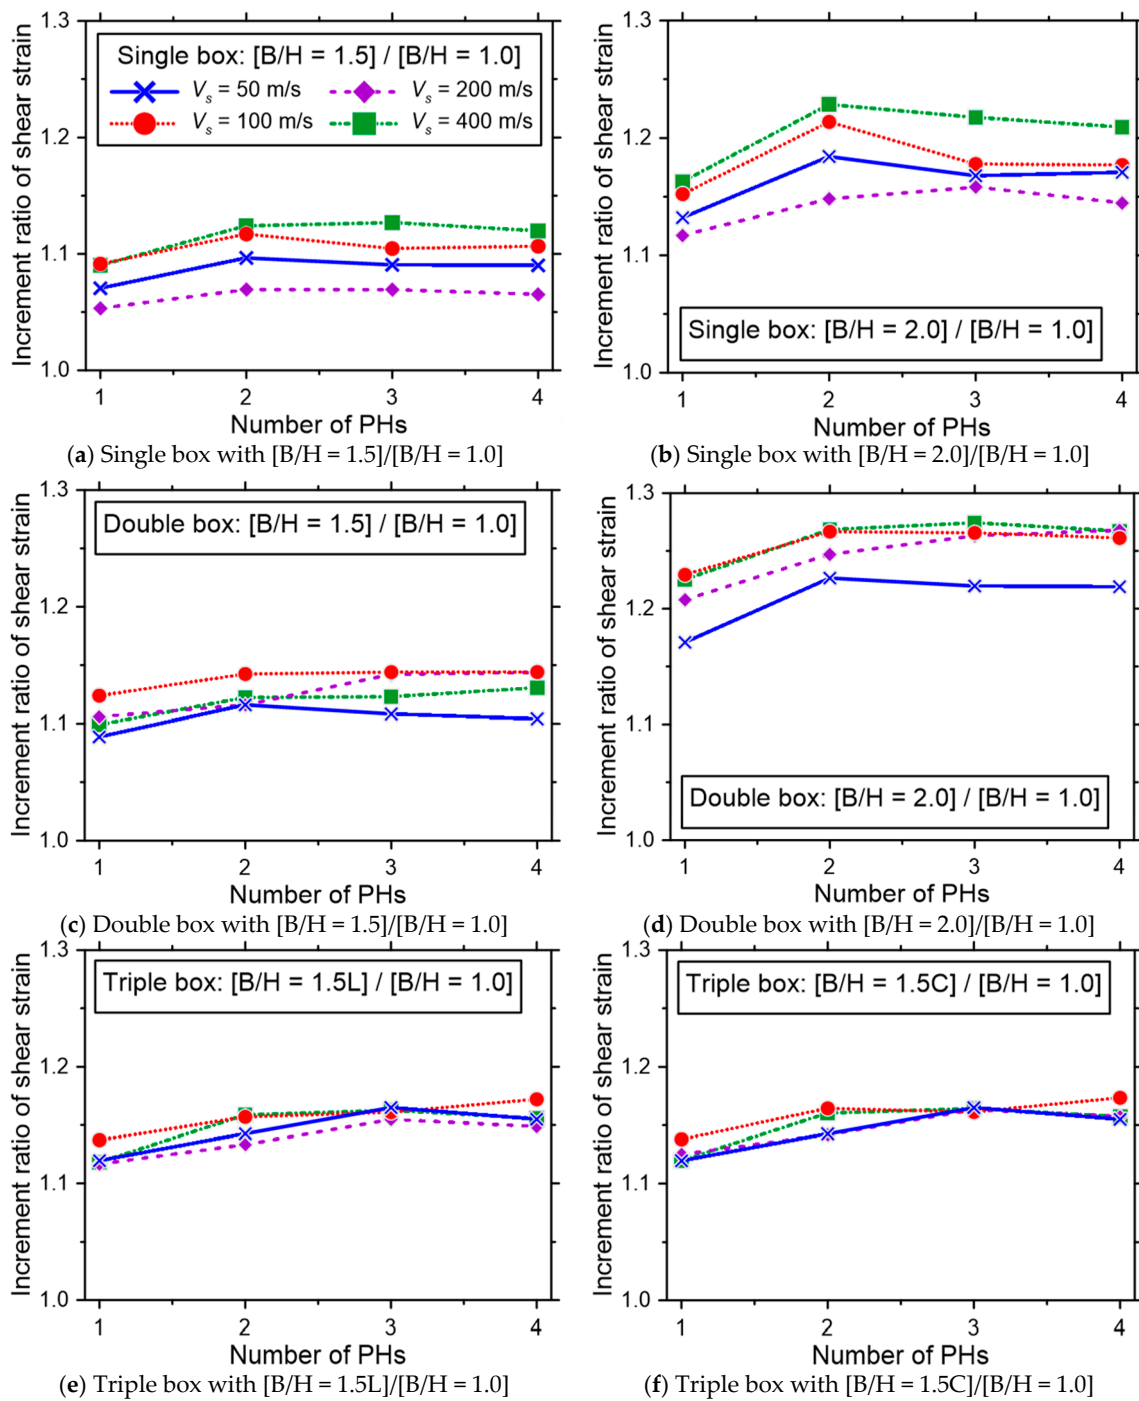 Increment ratio of shear strain
1.3
1.2
1.1
1.0
Single box: [B/H = 1.5] / [B/H = 1.0]
Vs = 50 m/s
Vs = 200 m/s
Vs = 100 m/s
Vs = 400 m/s
1 2 3 4
Number of PHs
(a) Single box with [B/H = 1.5]/[B/H = 1.0]
Increment ratio of shear strain
1.3
1.2
1.1
1.0
Single box: [B/H = 2.0] / [B/H = 1.0]
1 2 3 4
Number of PHs
(b) Single box with [B/H = 2.0]/[B/H = 1.0]
Increment ratio of shear strain
1.3
1.2
1.1
1.0
Double box: [B/H = 1.5] / [B/H = 1.0]
1 2 3 4
Number of PHs
(c) Double box with [B/H = 1.5]/[B/H = 1.0]
Increment ratio of shear strain
1.3
1.2
1.1
1.0
Double box: [B/H = 2.0] / [B/H = 1.0]
1 2 3 4
Number of PHs
(d) Double box with [B/H = 2.0]/[B/H = 1.0]
Increment ratio of shear strain
1.3
1.2
1.1
1.0
Triple box: [B/H = 1.5L] / [B/H = 1.0]
1 2 3 4
Number of PHs
(e) Triple box with [B/H = 1.5L]/[B/H = 1.0]
Increment ratio of shear strain
1.3
1.2
1.1
1.0
Triple box: [B/H = 1.5C] / [B/H = 1.0]
1 2 3 4
Number of PHs
(f) Triple box with [B/H = 1.5C]/[B/H = 1.0]